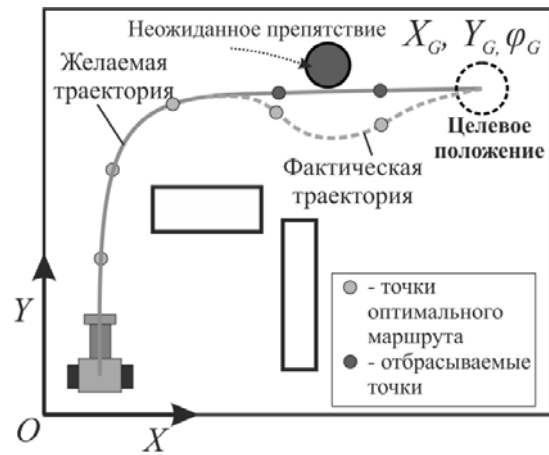 Неожиданное препятствие
X_G, Y_G, φ_G
Желаемая
траектория
Целевое
положение
Фактическая
траектория
- точки
оптимального
маршрута
- отбрасываемые
точки
Y
O
X